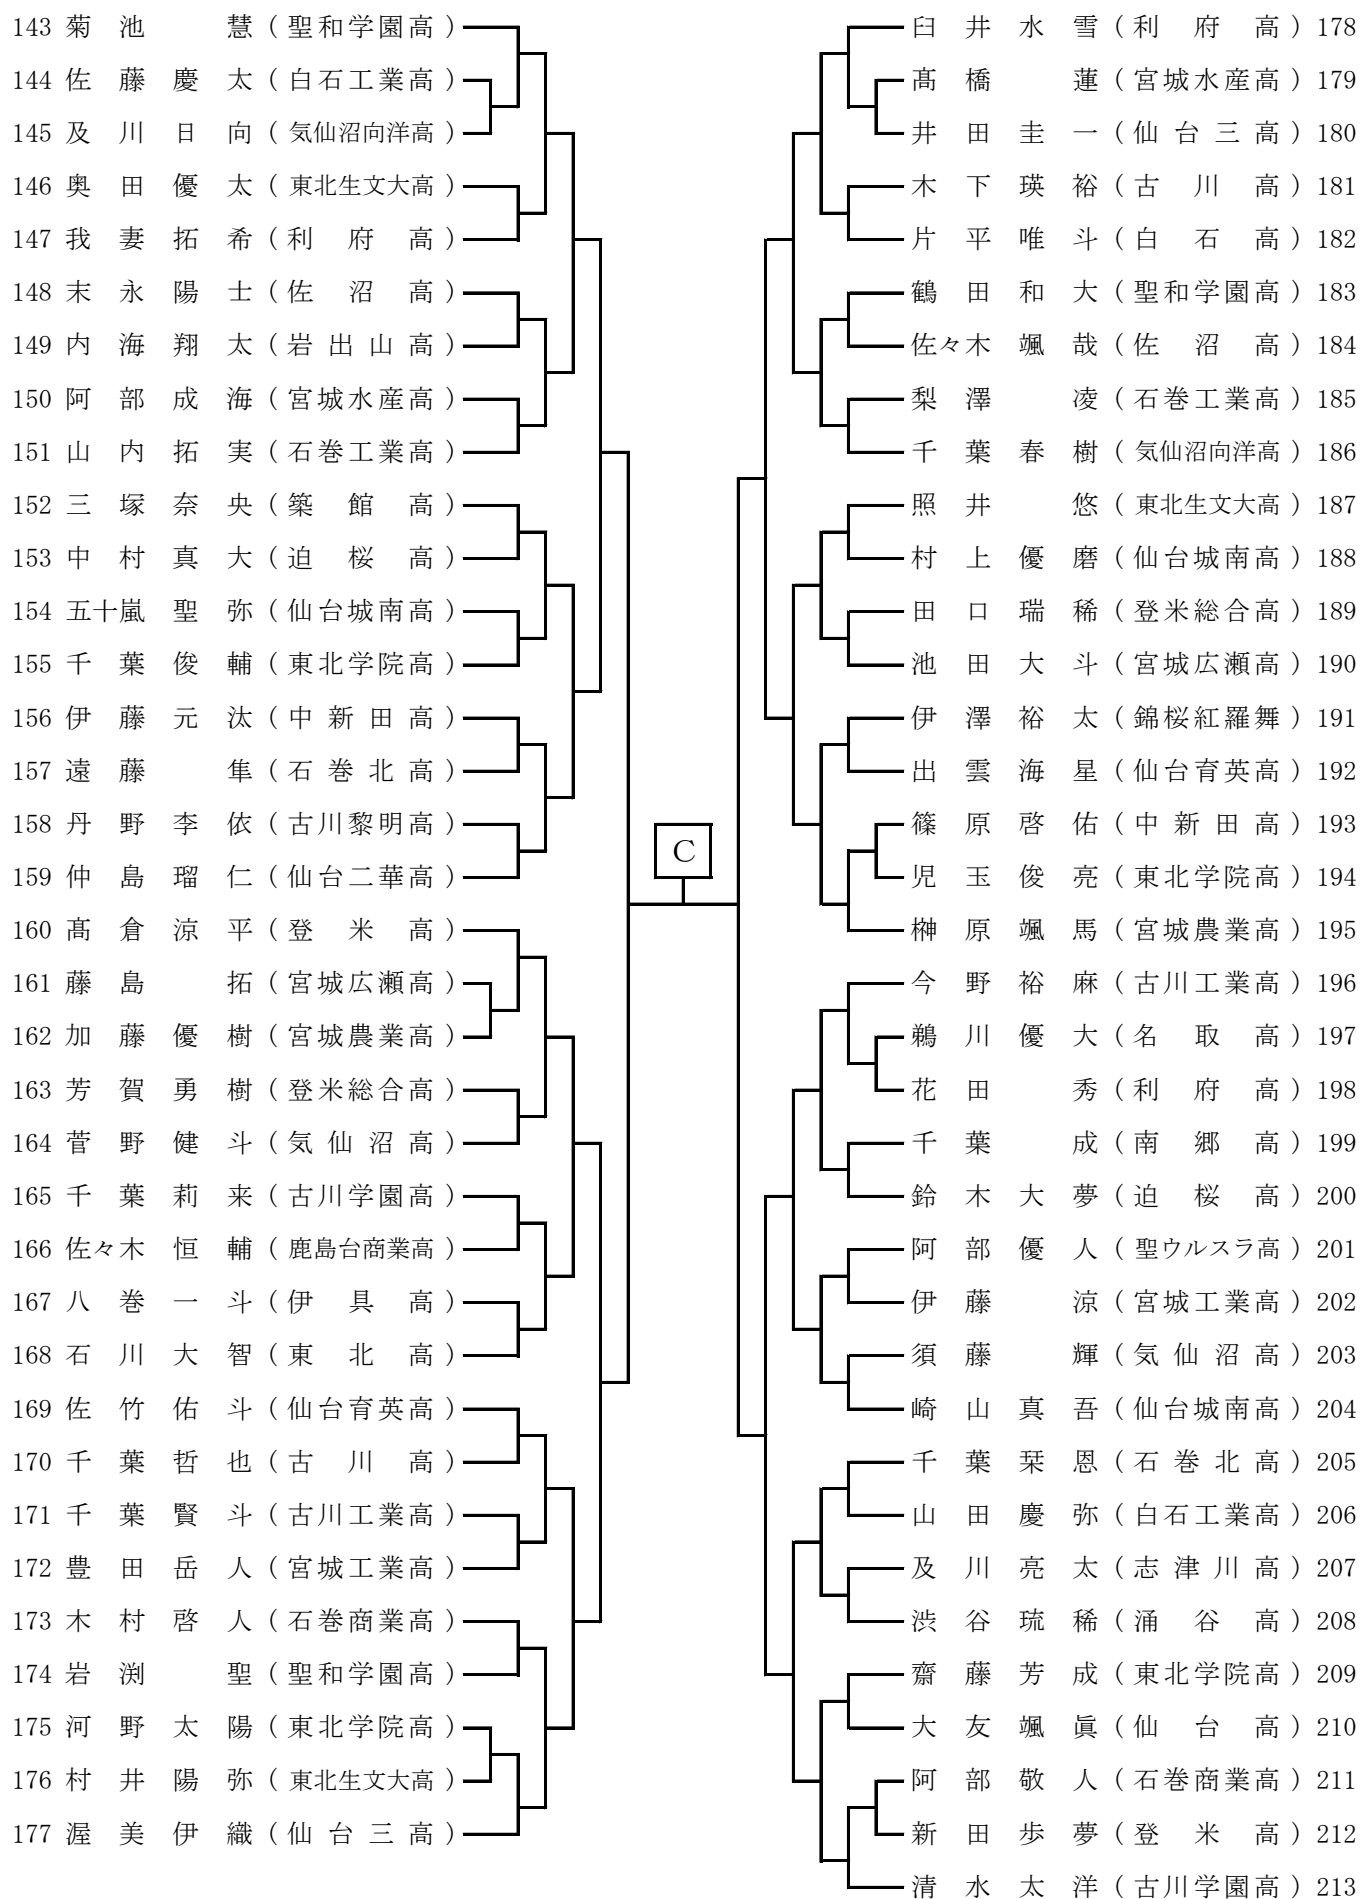 143 菊池 慧 (聖和学園高)
144 佐藤慶太 (白石工業高)
145 及川日向 (気仙沼向洋高)
146 奥田優太 (東北生文大高)
147 我妻拓希 (利府高)
148 末永陽士 (佐沼高)
149 内海翔太 (岩出山高)
150 阿部成海 (宮城水産高)
151 山内拓実 (石巻工業高)
152 三塚奈央 (築館高)
153 中村真大 (迫桜高)
154 五十嵐聖弥 (仙台城南高)
155 千葉俊輔 (東北学院高)
156 伊藤元汰 (中新田高)
157 遠藤 隼 (石巻北高)
158 丹野李依 (古川黎明高)
159 仲島瑠仁 (仙台二華高)
160 髙倉涼平 (登米高)
161 藤島 拓 (宮城広瀬高)
162 加藤優樹 (宮城農業高)
163 芳賀勇樹 (登米総合高)
164 菅野健斗 (気仙沼高)
165 千葉莉来 (古川学園高)
166 佐々木恒輔 (鹿島台商業高)
167 八巻一斗 (伊具高)
168 石川大智 (東北高)
169 佐竹佑斗 (仙台育英高)
170 千葉哲也 (古川高)
171 千葉賢斗 (古川工業高)
172 豊田岳人 (宮城工業高)
173 木村啓人 (石巻商業高)
174 岩渕 聖 (聖和学園高)
175 河野太陽 (東北学院高)
176 村井陽弥 (東北生文大高)
177 渥美伊織 (仙台三高)
C
臼井水雪 (利府高) 178
髙橋 蓮 (宮城水産高) 179
井田圭一 (仙台三高) 180
木下瑛裕 (古川高) 181
片平唯斗 (白石高) 182
鶴田和大 (聖和学園高) 183
佐々木颯哉 (佐沼高) 184
梨澤 凌 (石巻工業高) 185
千葉春樹 (気仙沼向洋高) 186
照井 悠 (東北生文大高) 187
村上優磨 (仙台城南高) 188
田口瑞稀 (登米総合高) 189
池田大斗 (宮城広瀬高) 190
伊澤裕太 (錦桜紅羅舞) 191
出雲海星 (仙台育英高) 192
篠原啓佑 (中新田高) 193
児玉俊亮 (東北学院高) 194
榊原颯馬 (宮城農業高) 195
今野裕麻 (古川工業高) 196
鵜川優大 (名取高) 197
花田 秀 (利府高) 198
千葉 成 (南郷高) 199
鈴木大夢 (迫桜高) 200
阿部優人 (聖ウルスラ高) 201
伊藤 涼 (宮城工業高) 202
須藤 輝 (気仙沼高) 203
崎山真吾 (仙台城南高) 204
千葉栞恩 (石巻北高) 205
山田慶弥 (白石工業高) 206
及川亮太 (志津川高) 207
渋谷琉稀 (涌谷高) 208
齋藤芳成 (東北学院高) 209
大友颯眞 (仙台高) 210
阿部敬人 (石巻商業高) 211
新田歩夢 (登米高) 212
清水太洋 (古川学園高) 213